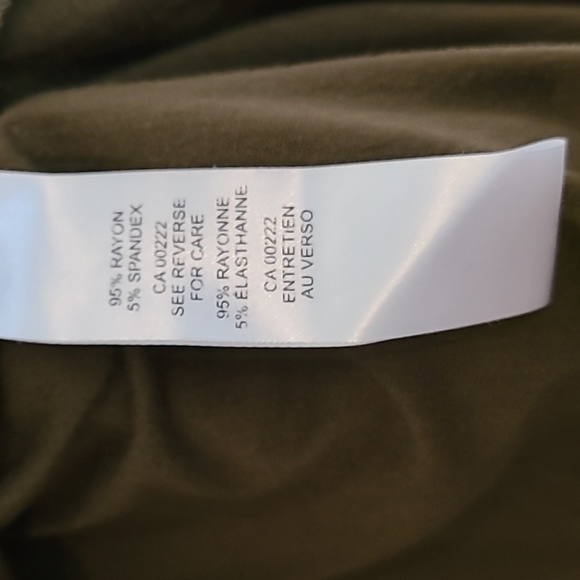 95% RAYON
5% SPANDEX
CA 00222
SEE REVERSE
FOR CARE
95% RAYONNE
5% ÉLASTHANNE
CA 00222
ENTRETIEN
AU VERSO